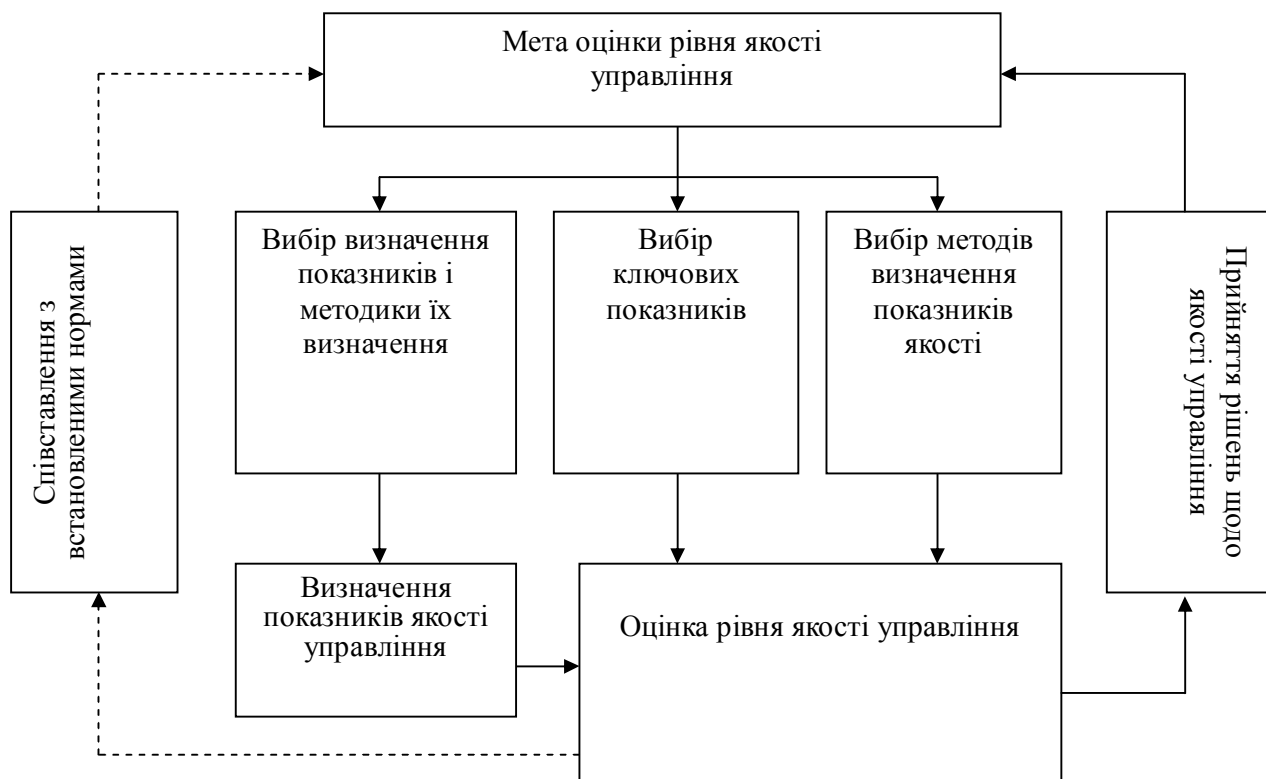 Мета оцінки рівня якості
управління
Співставлення з
встановленими нормами
Вибір визначення
показників і
методики їх
визначення
Вибір
ключових
показників
Вибір методів
визначення
показників
якості
Прийняття рішень щодо
якості управління
Визначення
показників якості
управління
Оцінка рівня якості управління